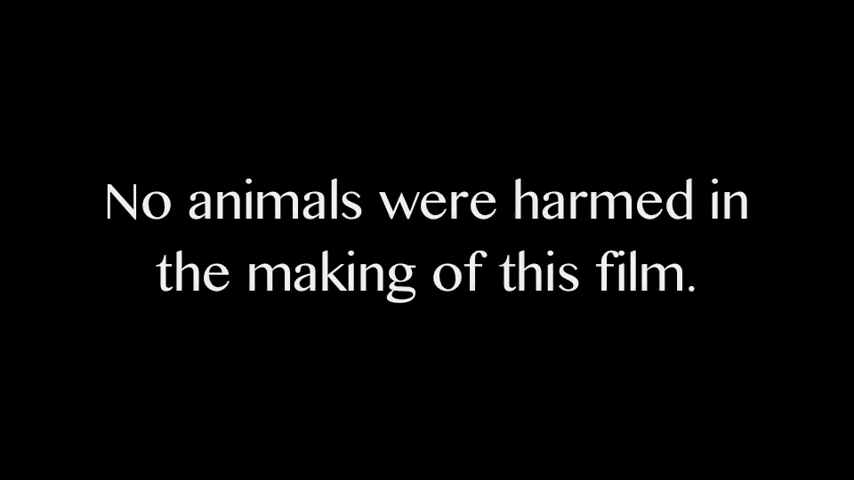 No animals were harmed in
the making of this film.